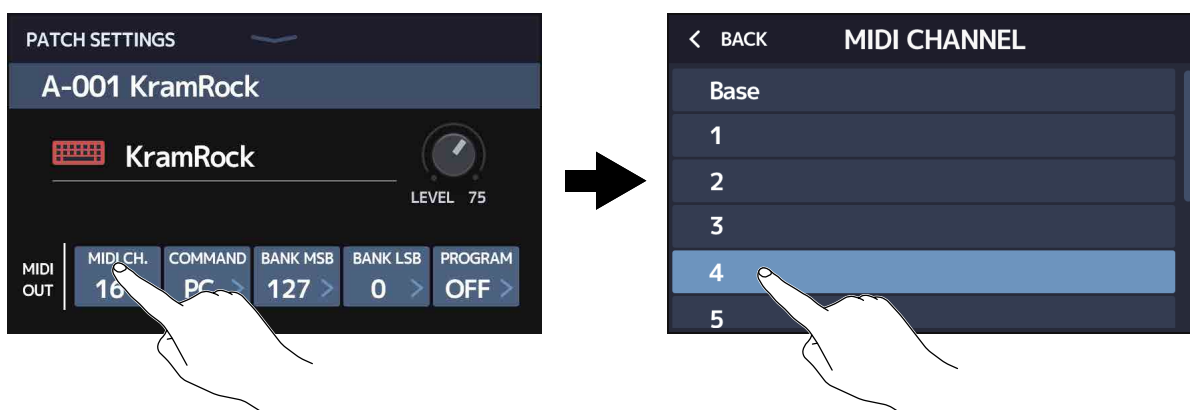 PATCH SETTINGS
A-001 KramRock
KramRock
LEVEL 75
MIDI OUT
MIDI CH. COMMAND BANK MSB BANK LSB PROGRAM
16 PC > 127 > 0 > OFF >
< BACK MIDI CHANNEL
Base
1
2
3
4
5